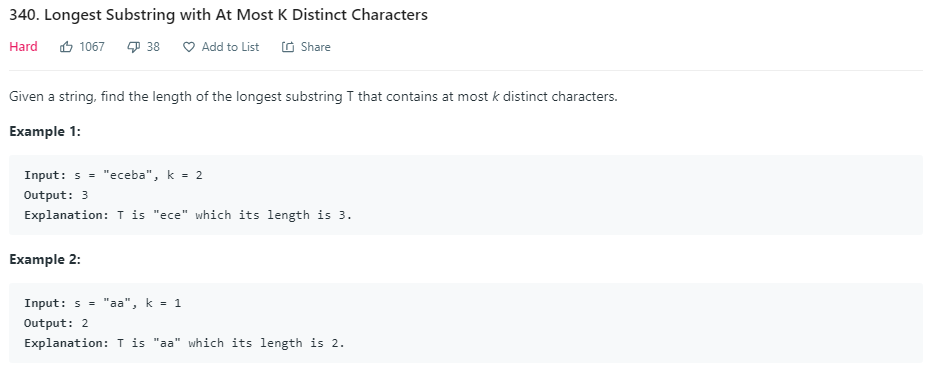 340. Longest Substring with At Most K Distinct Characters
Hard 1067 38 Add to List Share
Given a string, find the length of the longest substring T that contains at most k distinct characters.
Example 1:
Input: s = "eceba", k = 2
Output: 3
Explanation: T is "ece" which its length is 3.
Example 2:
Input: s = "aa", k = 1
Output: 2
Explanation: T is "aa" which its length is 2.